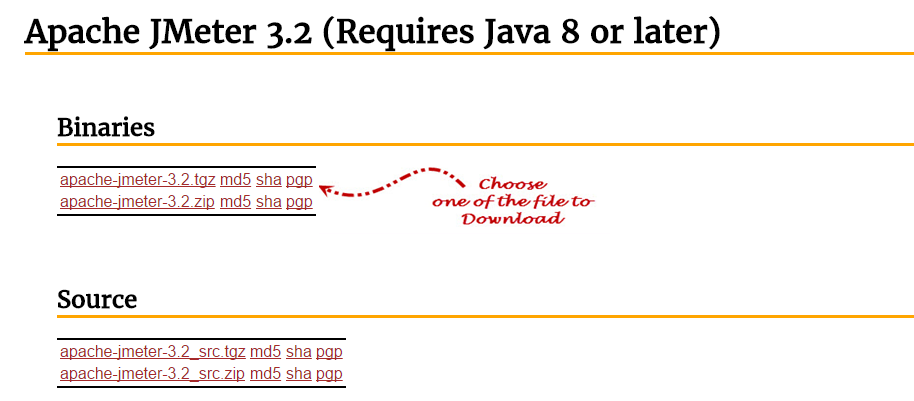 Apache JMeter 3.2 (Requires Java 8 or later)
Binaries
apache-jmeter-3.2.tgz md5 sha pgp
apache-jmeter-3.2.zip md5 sha pgp
Choose
one of the file to
Download
Source
apache-jmeter-3.2_src.tgz md5 sha pgp
apache-jmeter-3.2_src.zip md5 sha pgp